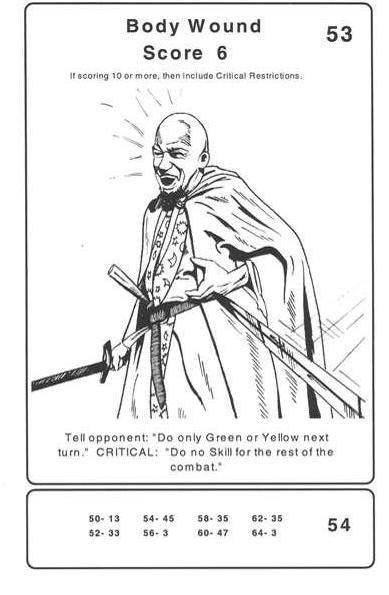 Body Wound
Score 6
53
If scoring 10 or more, then include Critical Restrictions.
Tell opponent: "Do only Green or Yellow next
turn." CRITICAL: "Do no Skill for the rest of the
combat."
50- 13 54- 45 58- 35 62- 35
52- 33 56- 3 60- 47 64- 3
54